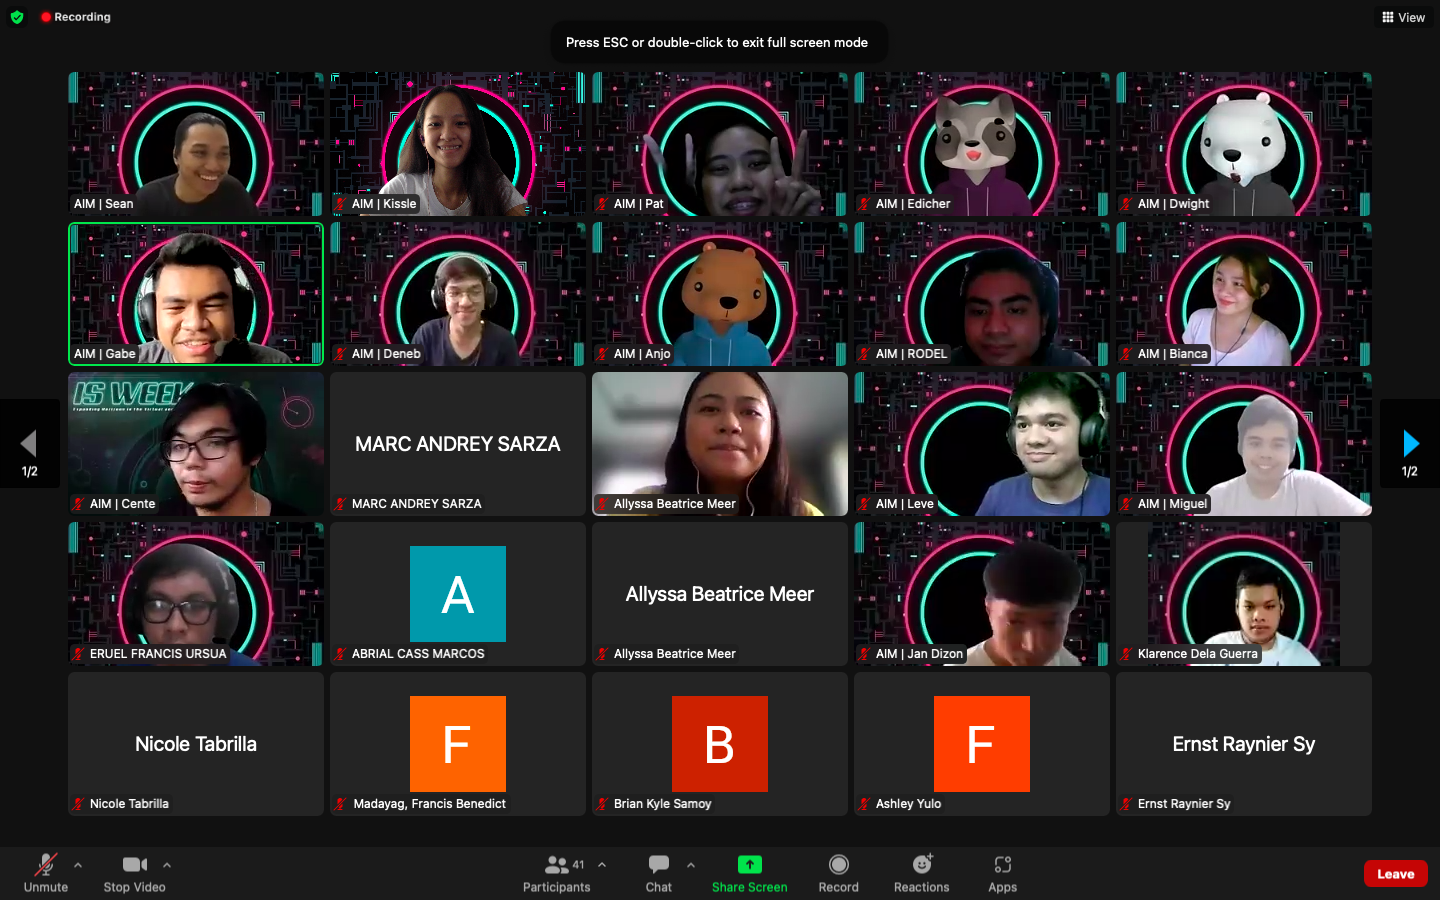 Recording
View
Press ESC or double-click to exit full screen mode
AIM | Sean
AIM | Kissle
AIM | Pat
AIM | Edicher
AIM | Dwight
AIM | Gabe
AIM | Deneb
AIM | Anjo
AIM | RODEL
AIM | Bianca
IS WEEK
Expanding Horizons in The Virtual
AIM | Cente
MARC ANDREY SARZA
MARC ANDREY SARZA
Allyssa Beatrice Meer
AIM | Leve
AIM | Miguel
1/2
1/2
ERUEL FRANCIS URSUA
A
ABRIAL CASS MARCOS
Allyssa Beatrice Meer
Allyssa Beatrice Meer
AIM | Jan Dizon
Klarence Dela Guerra
Nicole Tabrilla
Nicole Tabrilla
F
Madayag, Francis Benedict
B
Brian Kyle Samoy
F
Ashley Yulo
Ernst Raynier Sy
Ernst Raynier Sy
Unmute
Stop Video
41
Participants
Chat
Share Screen
Record
Reactions
Apps
Leave